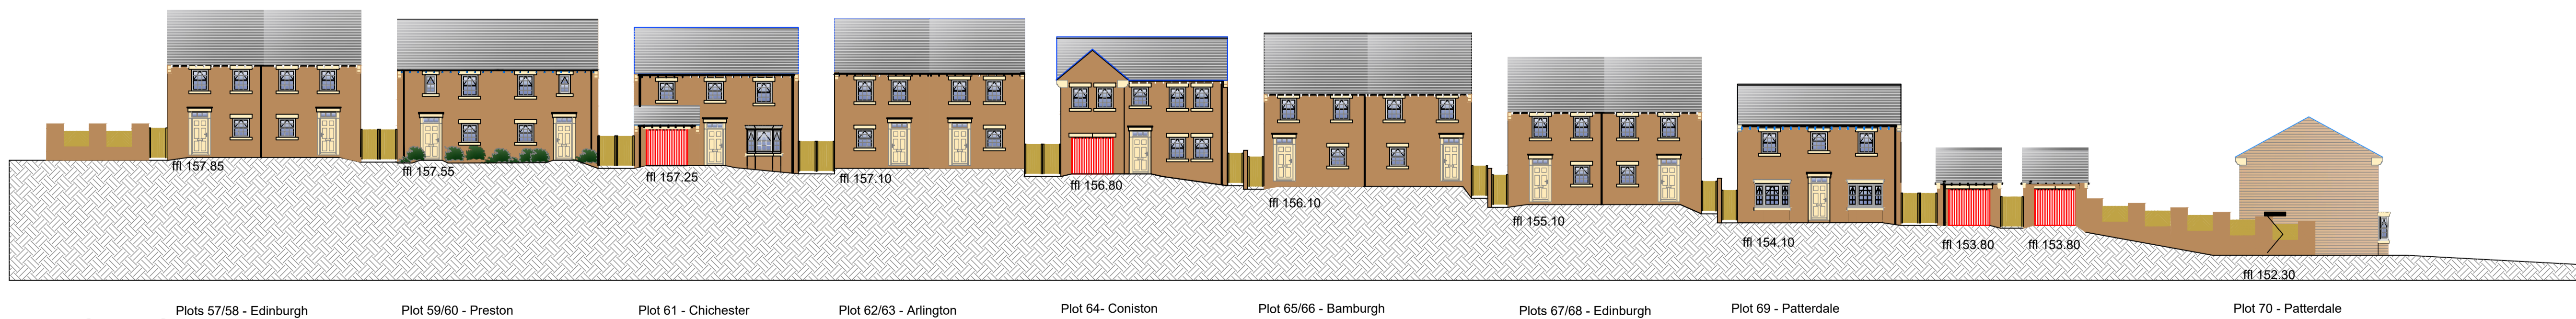 ffl 157.85
ffl 157.55
ffl 157.25
ffl 157.10
ffl 156.80
ffl 156.10
ffl 155.10
ffl 154.10
ffl 153.80
ffl 153.80
ffl 152.30
Plots 57/58 - Edinburgh
Plot 59/60 - Preston
Plot 61 - Chichester
Plot 62/63 - Arlington
Plot 64- Coniston
Plot 65/66 - Bamburgh
Plots 67/68 - Edinburgh
Plot 69 - Patterdale
Plot 70 - Patterdale